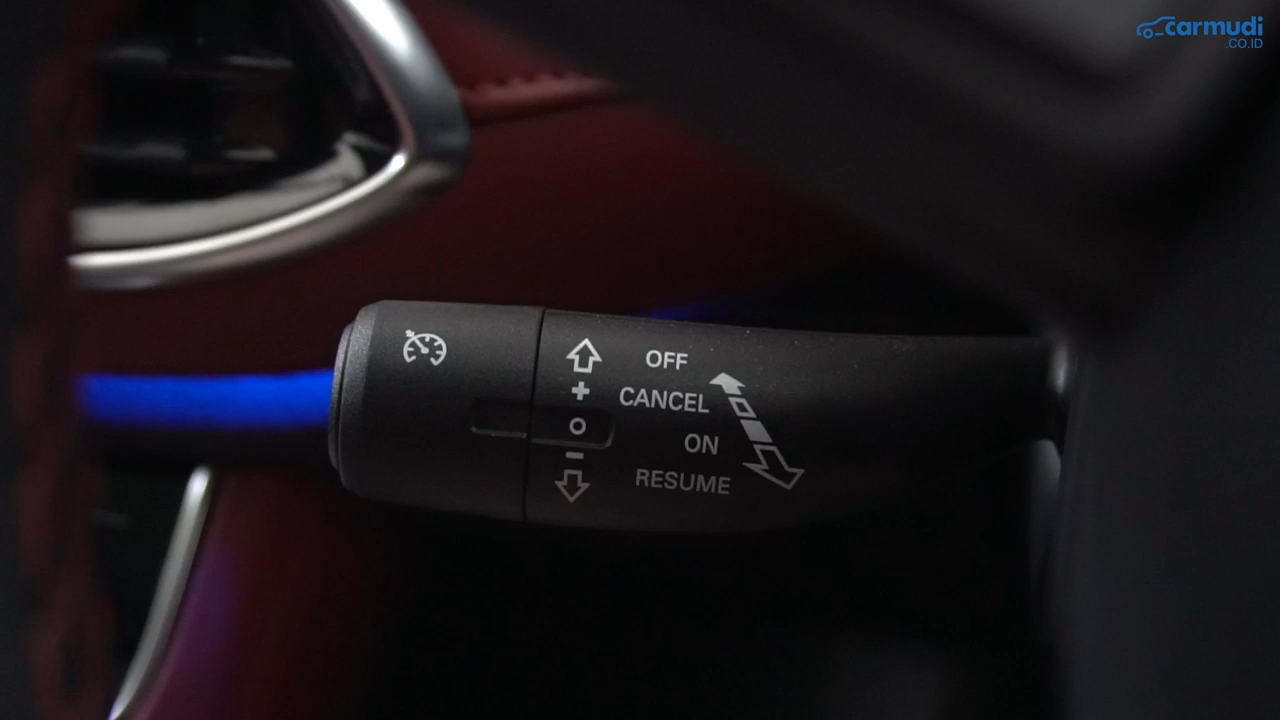 carmudi
.CO.ID
OFF
+ CANCEL
O ON
- RESUME